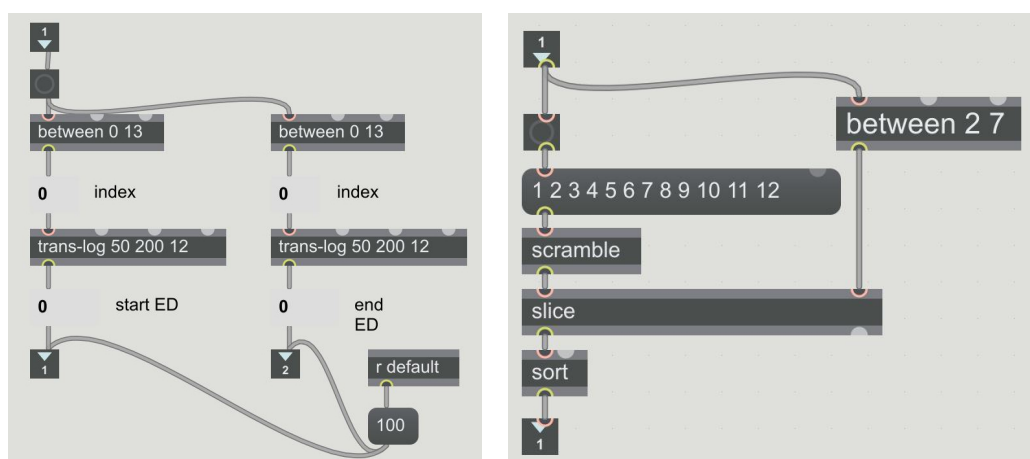 1
between 0 13
between 0 13
0
index
0
index
trans-log 50 200 12
trans-log 50 200 12
0
start ED
0
end
ED
1
2
r default
100
1
between 2 7
1 2 3 4 5 6 7 8 9 10 11 12
scramble
slice
sort
1